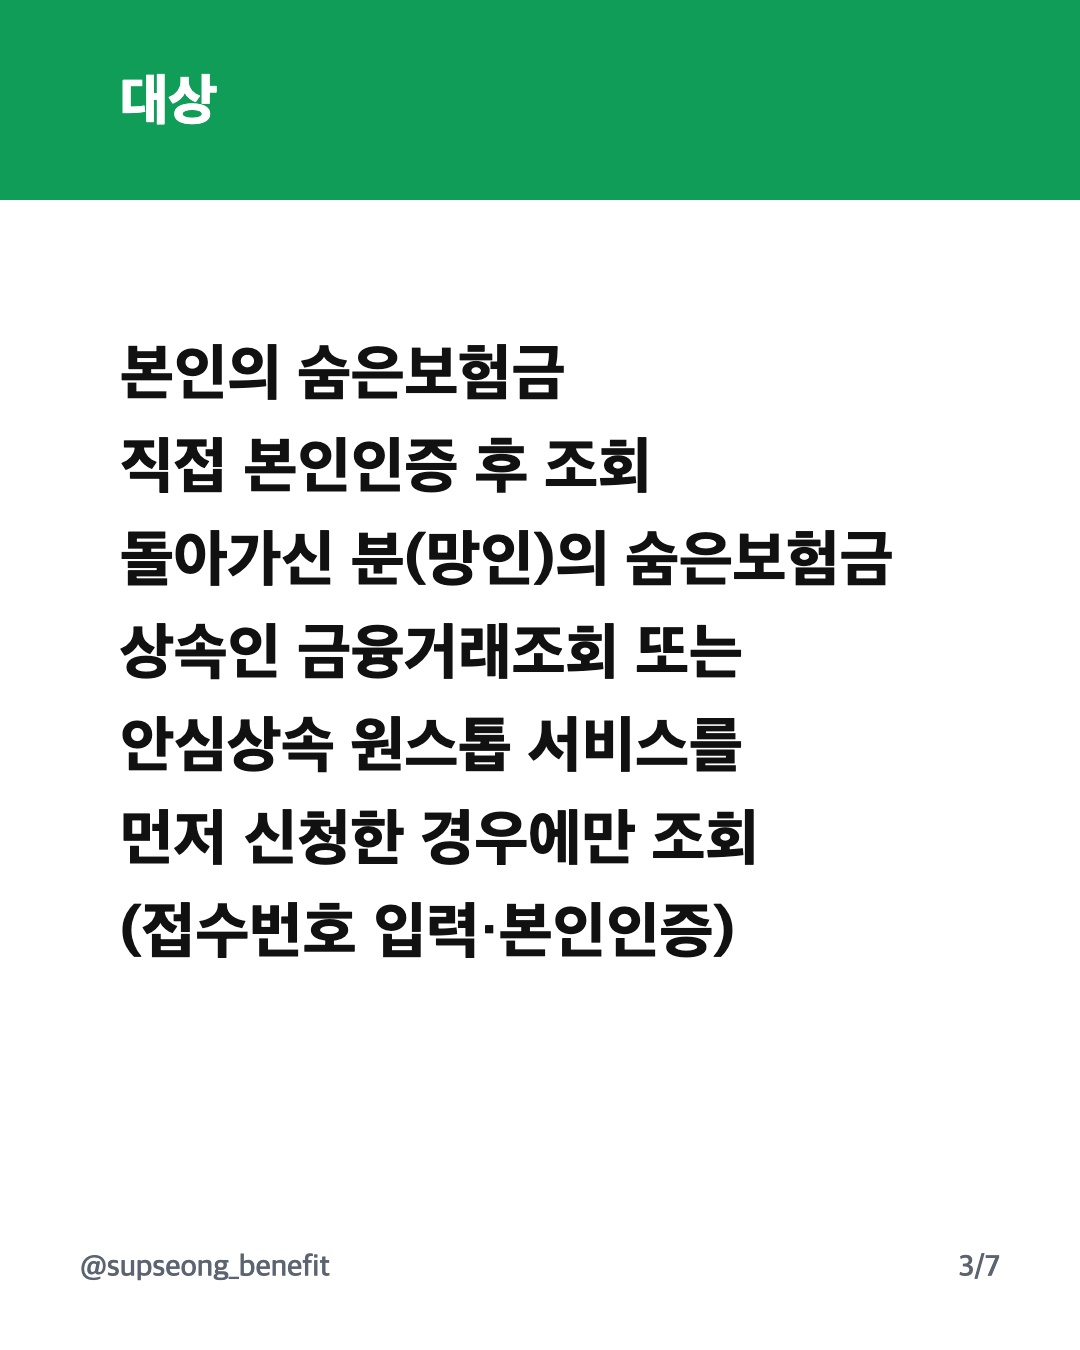 대상
본인의 숨은보험금
직접 본인인증 후 조회
돌아가신 분(망인)의 숨은보험금
상속인 금융거래조회 또는
안심상속 원스톱 서비스를
먼저 신청한 경우에만 조회
(접수번호 입력·본인인증)
@supseong_benefit
3/7